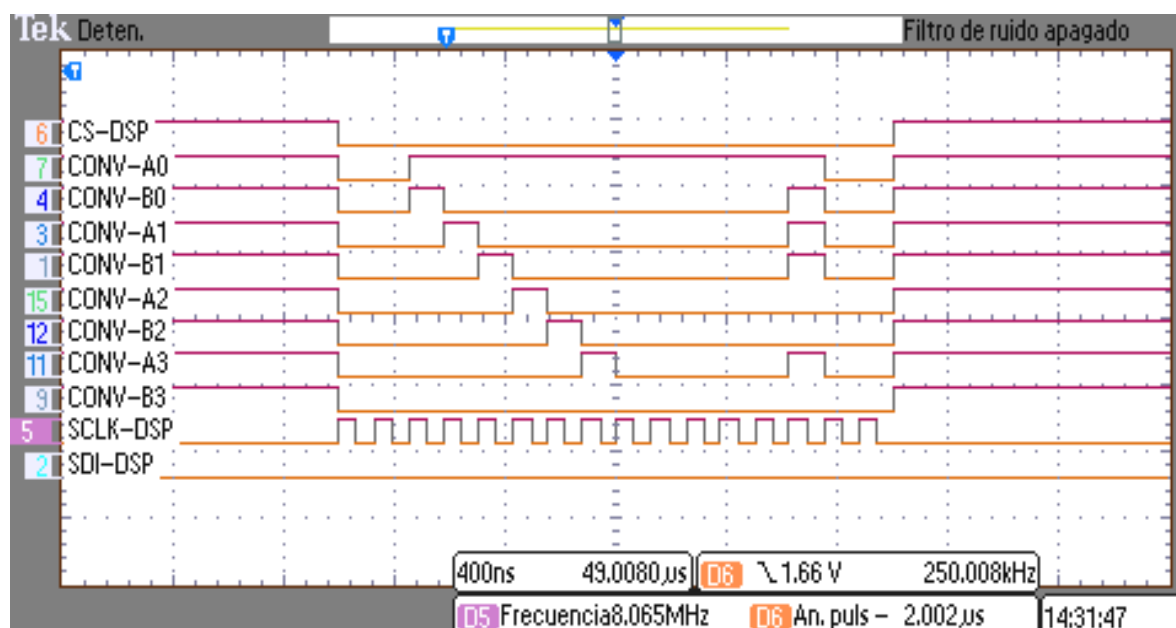 Tek Deten. Filtro de ruido apagado
6 CS-DSP
7 CONV-A0
4 CONV-B0
3 CONV-A1
1 CONV-B1
15 CONV-A2
12 CONV-B2
11 CONV-A3
9 CONV-B3
5 SCLK-DSP
2 SDI-DSP
400ns 49.0080µs D6 1.66 V 250.008kHz
D5 Frecuencia8.065MHz D6 An. puls − 2.002µs 14:31:47